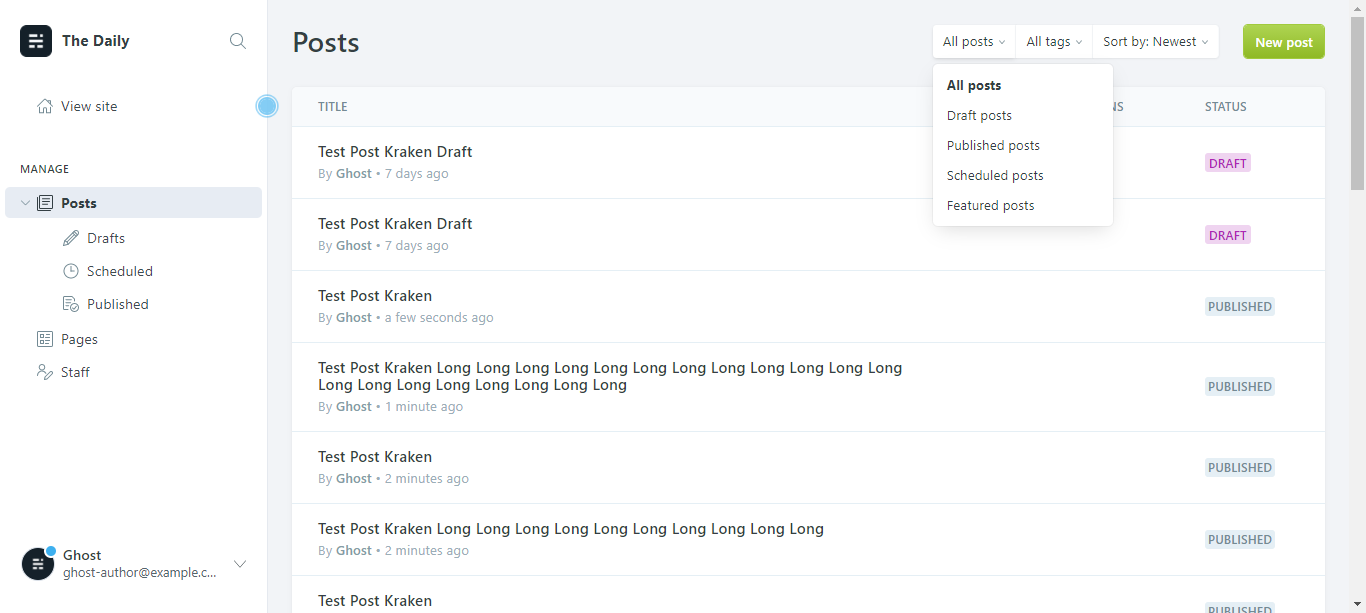 The Daily
View site
MANAGE
Posts
Drafts
Scheduled
Published
Pages
Staff
Ghost
ghost-author@example.c...
Posts
All posts
All tags
Sort by: Newest
New post
All posts
Draft posts
Published posts
Scheduled posts
Featured posts
TITLE
STATUS
Test Post Kraken Draft
By Ghost • 7 days ago
DRAFT
Test Post Kraken Draft
By Ghost • 7 days ago
DRAFT
Test Post Kraken
By Ghost • a few seconds ago
PUBLISHED
Test Post Kraken Long Long Long Long Long Long Long Long Long Long Long Long
Long Long Long Long Long Long Long Long
By Ghost • 1 minute ago
PUBLISHED
Test Post Kraken
By Ghost • 2 minutes ago
PUBLISHED
Test Post Kraken Long Long Long Long Long Long Long Long Long Long
By Ghost • 2 minutes ago
PUBLISHED
Test Post Kraken
PUBLISHED